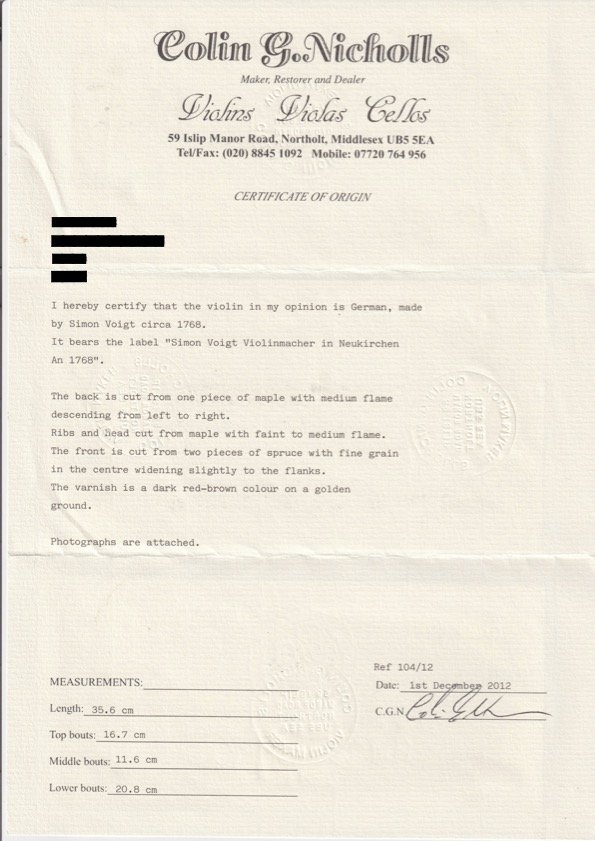 Colin G. Nicholls
Maker, Restorer and Dealer
Violins Violas Cellos
59 Islip Manor Road, Northolt, Middlesex UB5 5EA
Tel/Fax: (020) 8845 1092 Mobile: 07720 764 956
CERTIFICATE OF ORIGIN
I hereby certify that the violin in my opinion is German, made
by Simon Voigt circa 1768.
It bears the label "Simon Voigt Violinmacher in Neukirchen
An 1768".
The back is cut from one piece of maple with medium flame
descending from left to right.
Ribs and head cut from maple with faint to medium flame.
The front is cut from two pieces of spruce with fine grain
in the centre widening slightly to the flanks.
The varnish is a dark red-brown colour on a golden
ground.
Photographs are attached.
Ref 104/12
MEASUREMENTS:
Date: 1st December 2012
Length: 35.6 cm
C.G.N.
Top bouts: 16.7 cm
Middle bouts: 11.6 cm
Lower bouts: 20.8 cm